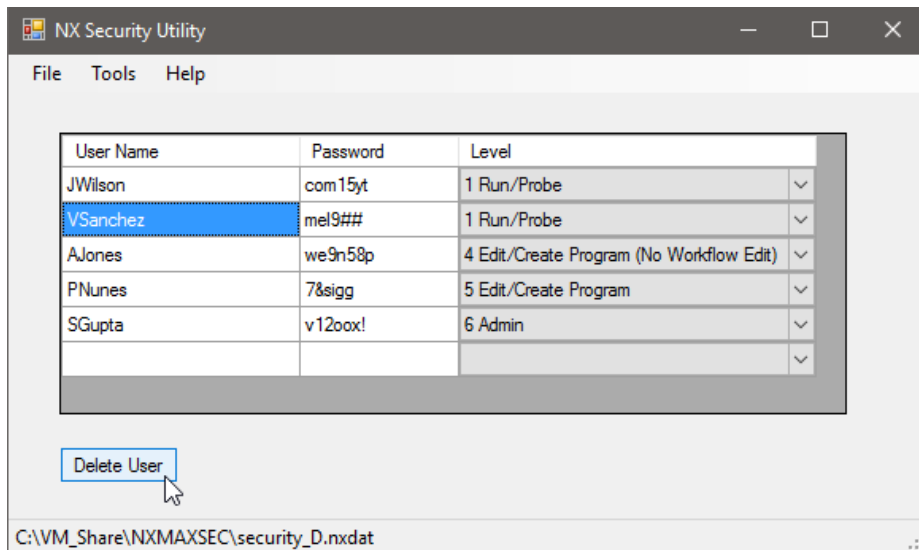 NX Security Utility
File Tools Help
User Name Password Level
JWilson com15yt 1 Run/Probe
VSanchez mel9## 1 Run/Probe
AJones we9n58p 4 Edit/Create Program (No Workflow Edit)
PNunes 7&sigg 5 Edit/Create Program
SGupta v12oox! 6 Admin
Delete User
C:\VM_Share\NXMAXSEC\security_D.nxdat